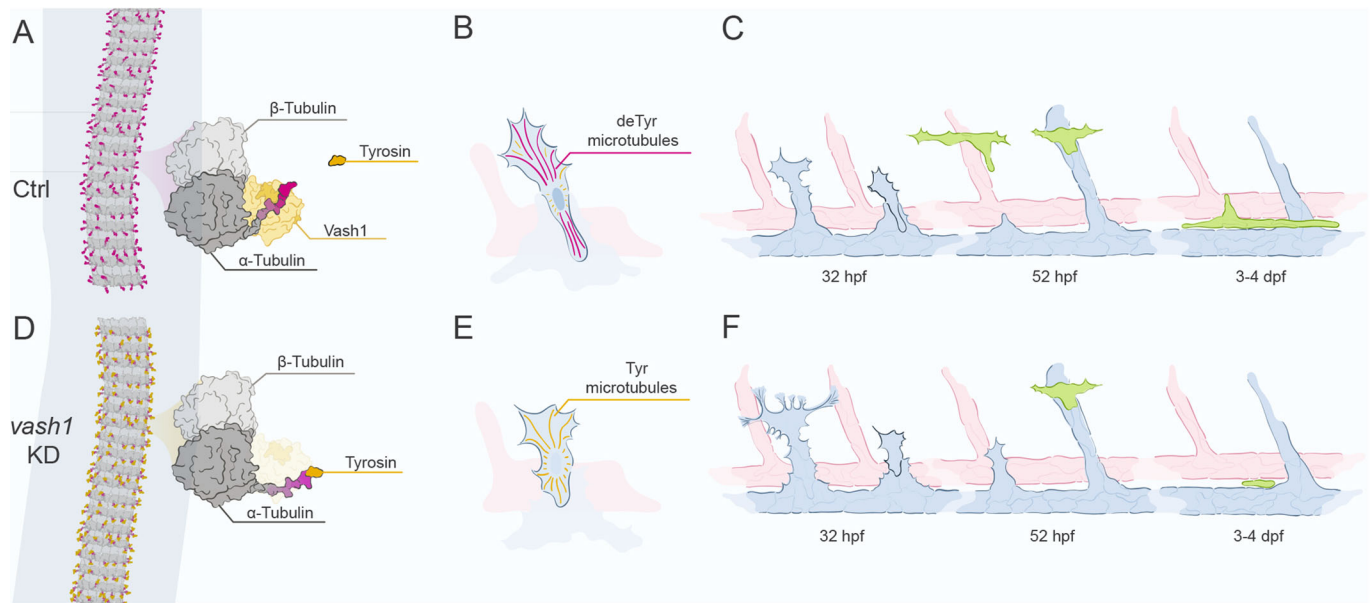 A
Ctrl
β-Tubulin
Tyrosin
Vash1
α-Tubulin
B
deTyr
microtubules
C
32 hpf
52 hpf
3-4 dpf
D
vash1
KD
β-Tubulin
Tyrosin
α-Tubulin
E
Tyr
microtubules
F
32 hpf
52 hpf
3-4 dpf